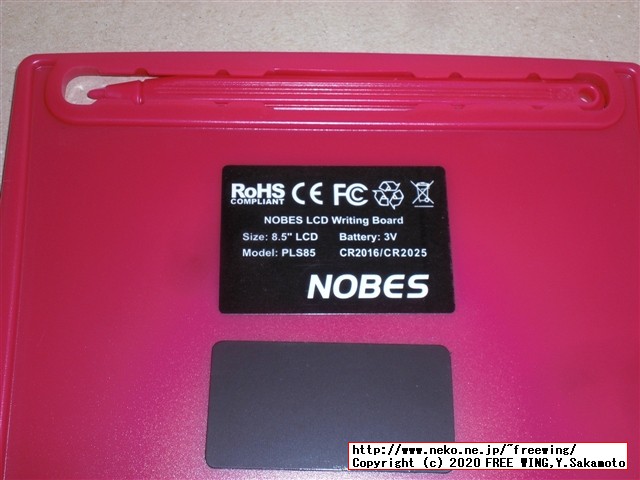 RoHS
COMPLIANT
CE FC
NOBES LCD Writing Board
Size: 8.5" LCD Battery: 3V
Model: PLS85 CR2016/CR2025
NOBES
http://www.neko.ne.jp/~freewing/
Copyright (c) 2020 FREE WING,Y.Sakamoto